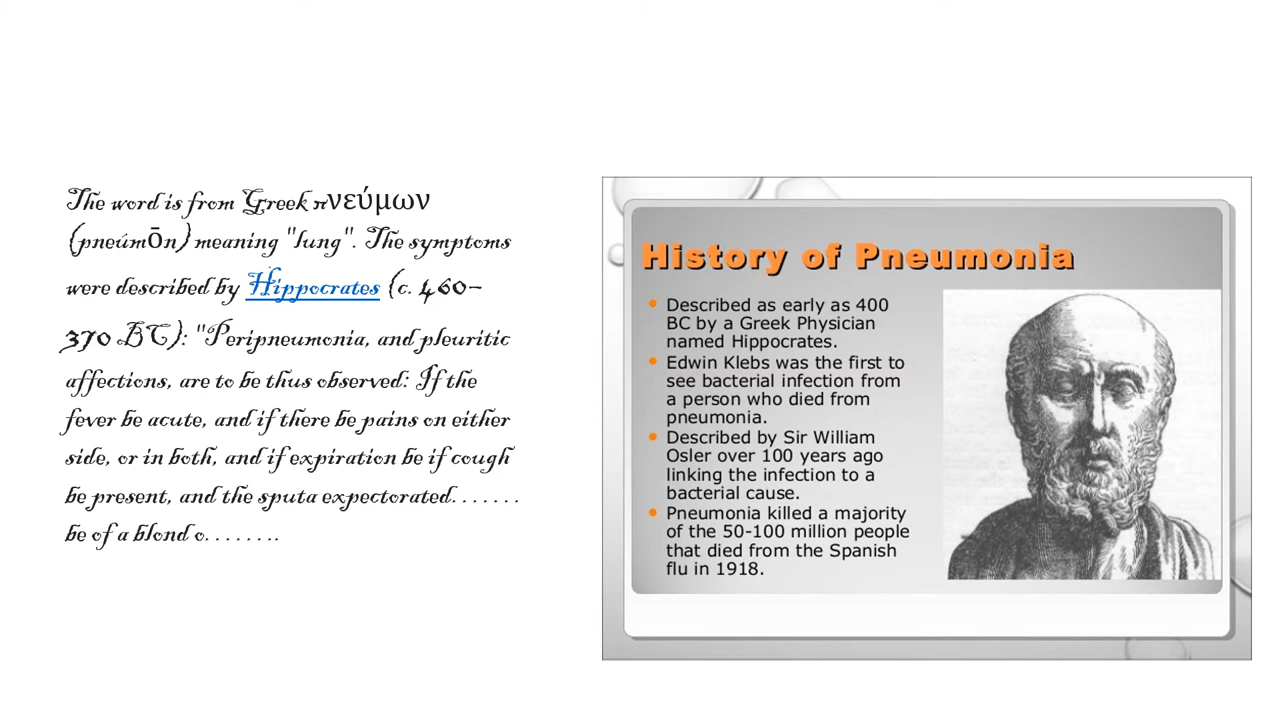 The word is from Greek πνεύμων
(pneúmōn) meaning "lung". The symptoms
were described by Hippocrates (c. 460–
370 BC): "Peripneumonia, and pleuritic
affections, are to be thus observed: If the
fever be acute, and if there be pains on either
side, or in both, and if expiration be if cough
be present, and the sputa expectorated.......
be of a blond o........
History of Pneumonia
Described as early as 400
BC by a Greek Physician
named Hippocrates.
Edwin Klebs was the first to
see bacterial infection from
a person who died from
pneumonia.
Described by Sir William
Osler over 100 years ago
linking the infection to a
bacterial cause.
Pneumonia killed a majority
of the 50-100 million people
that died from the Spanish
flu in 1918.